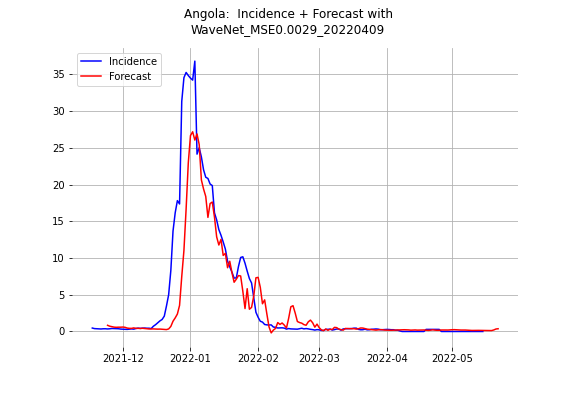 Angola:  Incidence + Forecast with
WaveNet_MSE0.0029_20220409
Incidence
Forecast
35
30
25
20
15
10
5
0
2021-12 2022-01 2022-02 2022-03 2022-04 2022-05